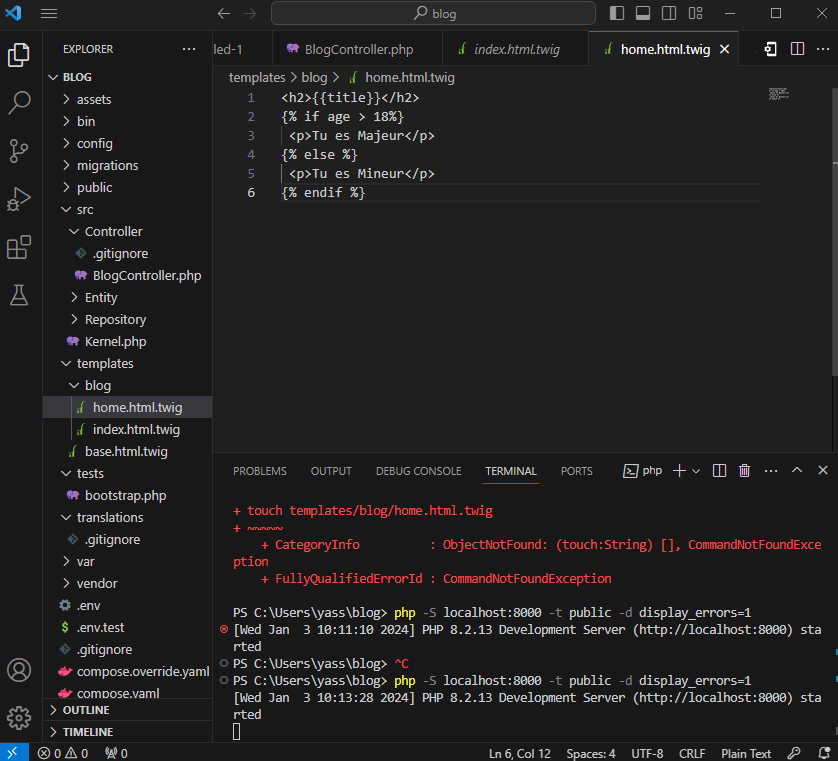 blog
EXPLORER ...
led-1 BlogController.php index.html.twig home.html.twig
templates > blog > home.html.twig
BLOG
assets
bin
config
migrations
public
src
Controller
.gitignore
BlogController.php
Entity
Repository
Kernel.php
templates
blog
home.html.twig
index.html.twig
base.html.twig
tests
bootstrap.php
translations
.gitignore
var
vendor
.env
.env.test
.gitignore
compose.override.yaml
compose.yaml
OUTLINE
TIMELINE
1 <h2>{{title}}</h2>
2 {% if age > 18%}
3 <p>Tu es Majeur</p>
4 {% else %}
5 <p>Tu es Mineur</p>
6 {% endif %}
PROBLEMS OUTPUT DEBUG CONSOLE TERMINAL PORTS php
+ touch templates/blog/home.html.twig
+ ~~~~~
+ CategoryInfo : ObjectNotFound: (touch:String) [], CommandNotFoundExce
ption
+ FullyQualifiedErrorId : CommandNotFoundException
PS C:\Users\yass\blog> php -S localhost:8000 -t public -d display_errors=1
[Wed Jan 3 10:11:10 2024] PHP 8.2.13 Development Server (http://localhost:8000) sta
rted
PS C:\Users\yass\blog> ^C
PS C:\Users\yass\blog> php -S localhost:8000 -t public -d display_errors=1
[Wed Jan 3 10:13:28 2024] PHP 8.2.13 Development Server (http://localhost:8000) sta
rted
0 0 0 Ln 6, Col 12 Spaces: 4 UTF-8 CRLF Plain Text